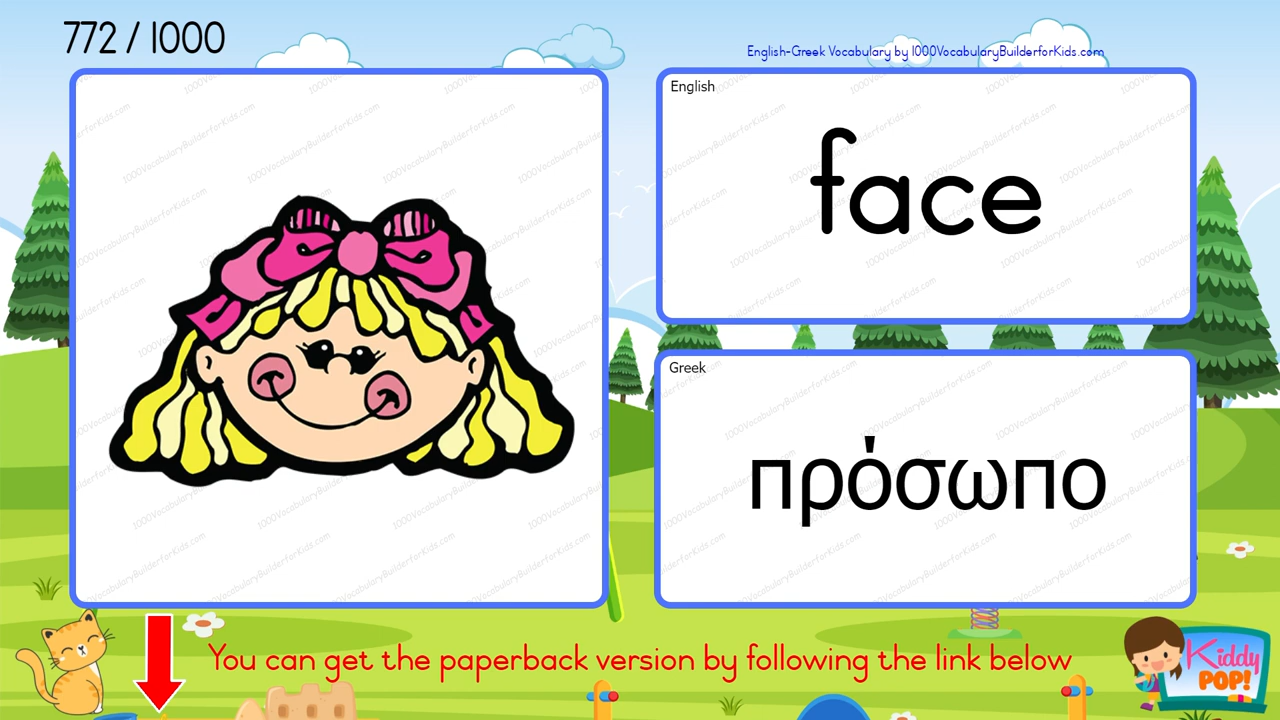 772 / 1000
English-Greek Vocabulary by 1000VocabularyBuilderforKids.com
English
face
Greek
πρόσωπο
You can get the paperback version by following the link below
Kiddy
POP!